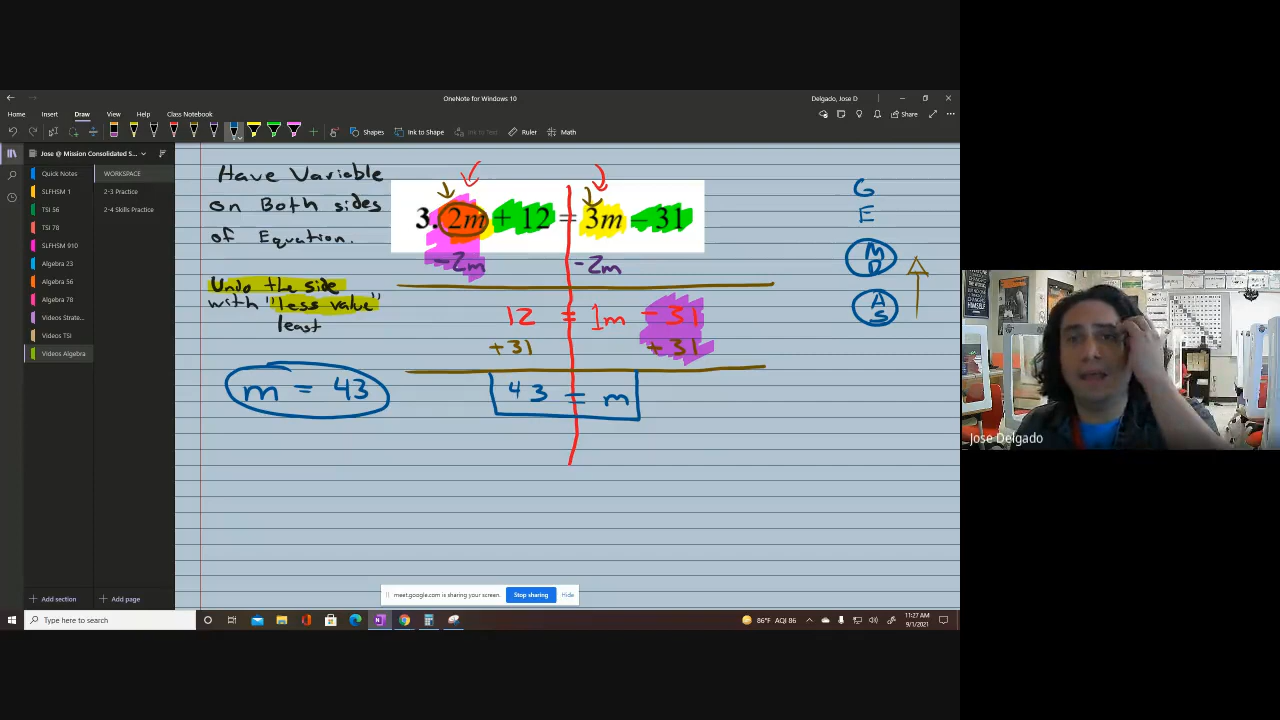 OneNote for Windows 10
Delgado, Jose D
Home Insert Draw View Help Class Notebook
Share
Shapes Ink to Shape Ink to Text Ruler Math
Jose @ Mission Consolidated S...
Quick Notes
SLFHSM 1
TSI 56
TSI 78
SLFHSM 910
Algebra 23
Algebra 56
Algebra 78
Videos Strate...
Videos TSI
Videos Algebra
WORKSPACE
2-3 Practice
2-4 Skills Practice
Have Variable
on Both sides
of Equation.
Undo the side
with "less value"
least
m = 43
3. 2m + 12 = 3m − 31
-2m -2m
12 = 1m - 31
+31 +31
43 = m
G
E
M
D
A
S
Jose Delgado
Add section
Add page
meet.google.com is sharing your screen.
Stop sharing
Hide
Type here to search
86°F AQI 86
11:27 AM
9/1/2021